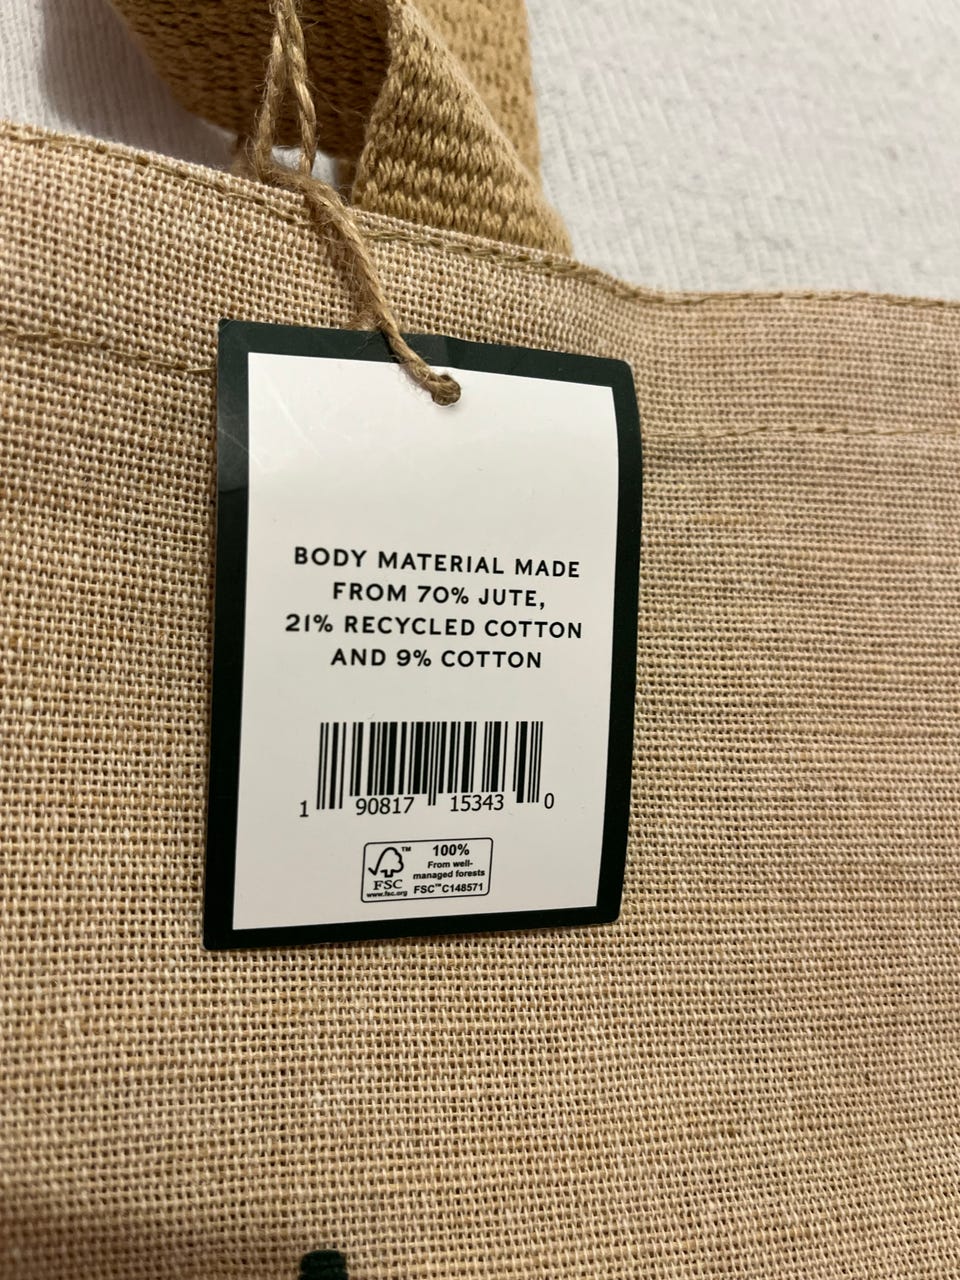 BODY MATERIAL MADE
FROM 70% JUTE,
21% RECYCLED COTTON
AND 9% COTTON
1 90817 15343 0
FSC™
www.fsc.org
100%
From well-
managed forests
FSC™C148571